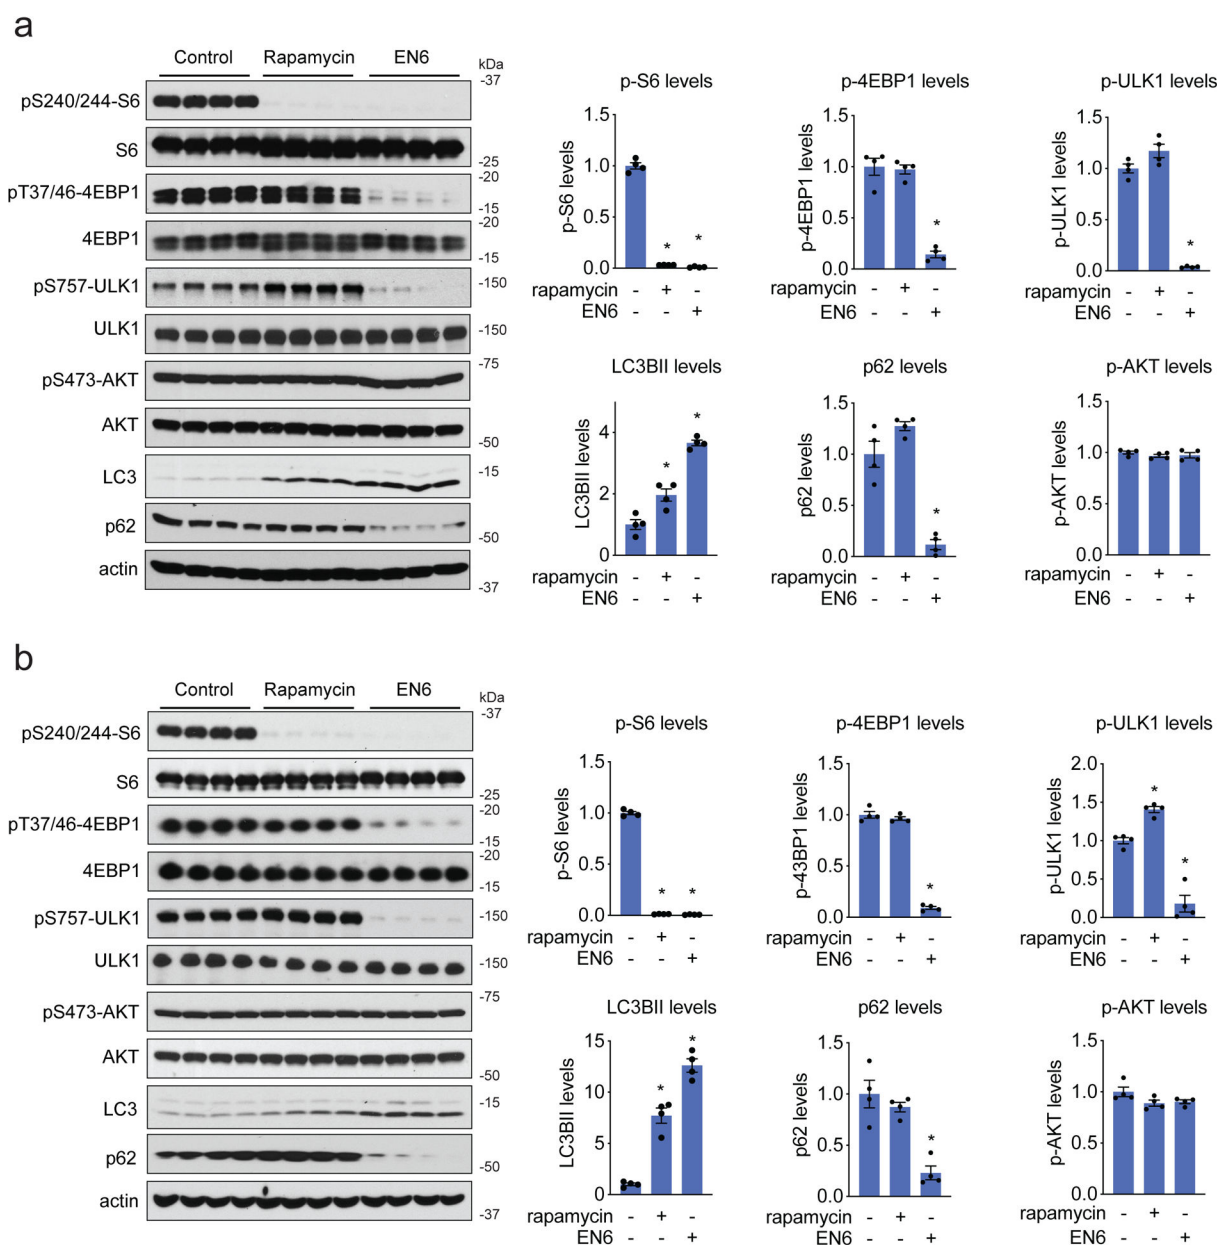 a
Control Rapamycin EN6
kDa
-37
pS240/244-S6
S6
-25
-20
pT37/46-4EBP1
-15
-20
4EBP1
-15
pS757-ULK1
-150
ULK1
-150
-75
pS473-AKT
AKT
-50
LC3
-15
p62
-50
actin
-37
p-S6 levels
p-S6 levels
1.5
1.0
0.5
0.0
* *
rapamycin - + -
EN6 - - +
p-4EBP1 levels
p-4EBP1 levels
1.5
1.0
0.5
0.0
*
rapamycin - + -
EN6 - - +
p-ULK1 levels
p-ULK1 levels
1.5
1.0
0.5
0.0
*
rapamycin - + -
EN6 - - +
LC3BII levels
LC3BII levels
4
2
0
* *
rapamycin - + -
EN6 - - +
p62 levels
p62 levels
1.5
1.0
0.5
0.0
*
rapamycin - + -
EN6 - - +
p-AKT levels
p-AKT levels
1.5
1.0
0.5
0.0
rapamycin - + -
EN6 - - +
b
Control Rapamycin EN6
kDa
-37
pS240/244-S6
S6
-25
-20
pT37/46-4EBP1
-15
-20
4EBP1
-15
pS757-ULK1
-150
ULK1
-150
-75
pS473-AKT
AKT
-50
LC3
-15
p62
-50
actin
-37
p-S6 levels
p-S6 levels
1.5
1.0
0.5
0.0
* *
rapamycin - + -
EN6 - - +
p-4EBP1 levels
p-43BP1 levels
1.5
1.0
0.5
0.0
*
rapamycin - + -
EN6 - - +
p-ULK1 levels
p-ULK1 levels
2.0
1.5
1.0
0.5
0.0
* *
rapamycin - + -
EN6 - - +
LC3BII levels
LC3BII levels
15
10
5
0
* *
rapamycin - + -
EN6 - - +
p62 levels
p62 levels
1.5
1.0
0.5
0.0
*
rapamycin - + -
EN6 - - +
p-AKT levels
p-AKT levels
1.5
1.0
0.5
0.0
rapamycin - + -
EN6 - - +